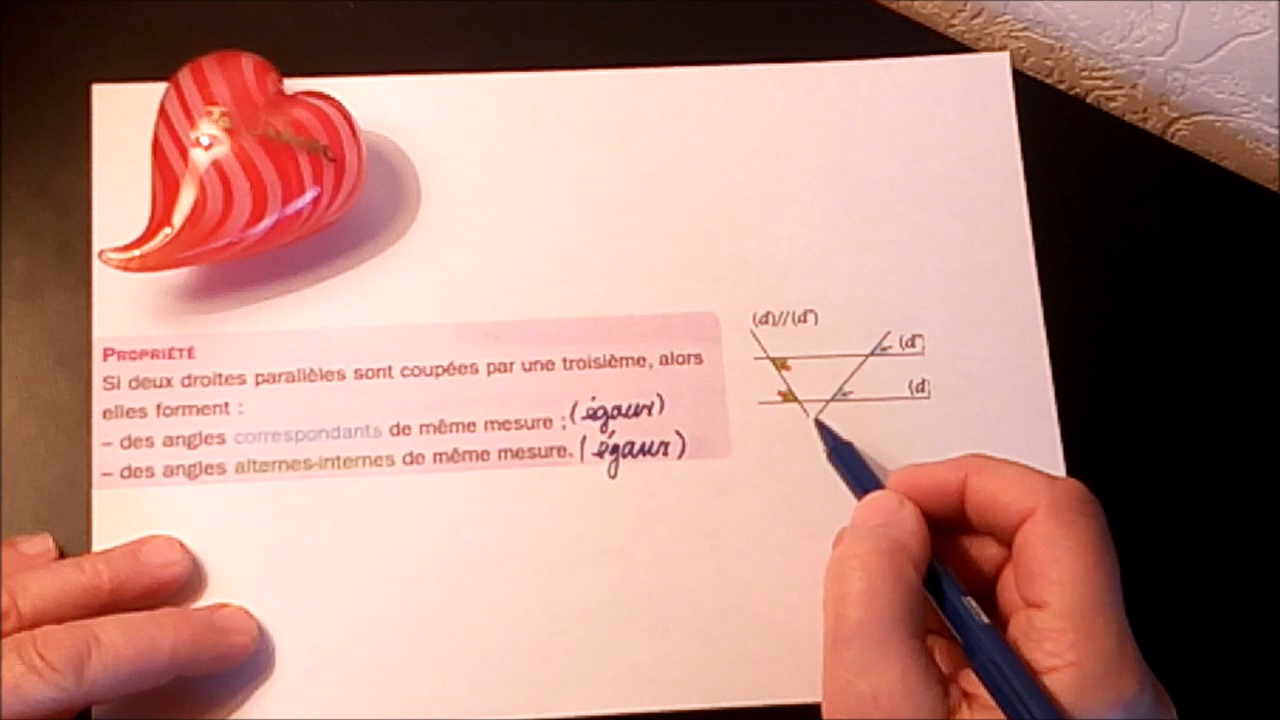 PROPRIÉTÉ
Si deux droites parallèles sont coupées par une troisième, alors
elles forment :
– des angles correspondants de même mesure ; (égaux)
– des angles alternes-internes de même mesure. (égaux)
(d')//(d")
(d")
(d)